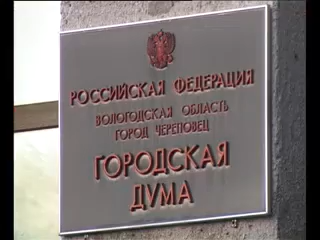 РОССИЙСКАЯ ФЕДЕРАЦИЯ
ВОЛОГОДСКАЯ ОБЛАСТЬ
ГОРОД ЧЕРЕПОВЕЦ
ГОРОДСКАЯ
ДУМА